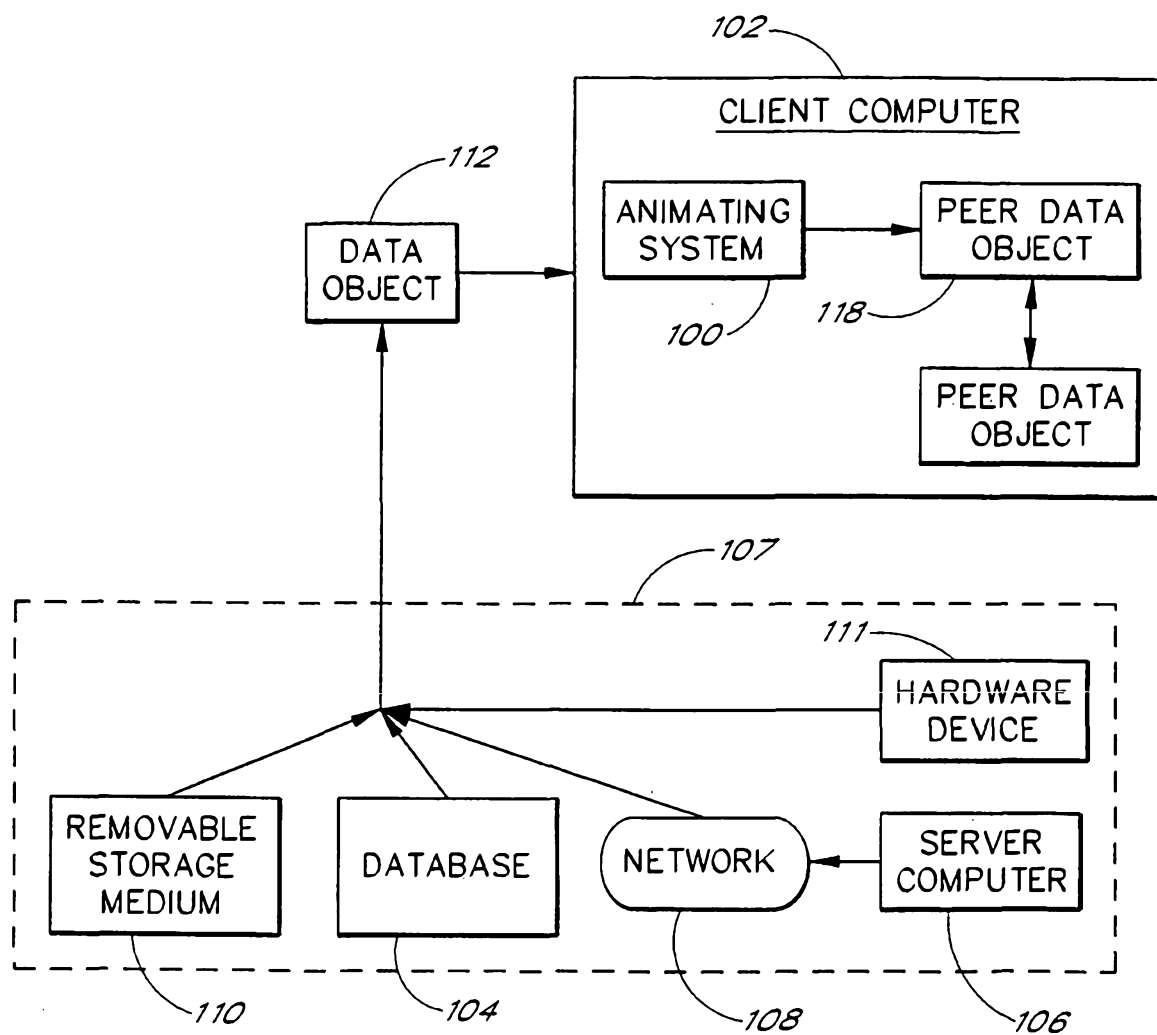 102
CLIENT COMPUTER
112
ANIMATING
SYSTEM
PEER DATA
OBJECT
DATA
OBJECT
100
118
PEER DATA
OBJECT
107
111
HARDWARE
DEVICE
REMOVABLE
STORAGE
MEDIUM
DATABASE
NETWORK
SERVER
COMPUTER
110
104
108
106